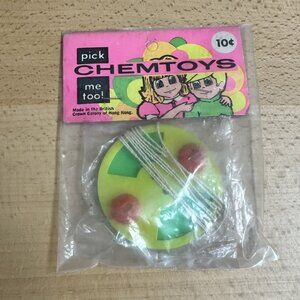 pick
10¢
CHEMTOYS
me
too!
Made in the British
Crown Colony of Hong Kong.